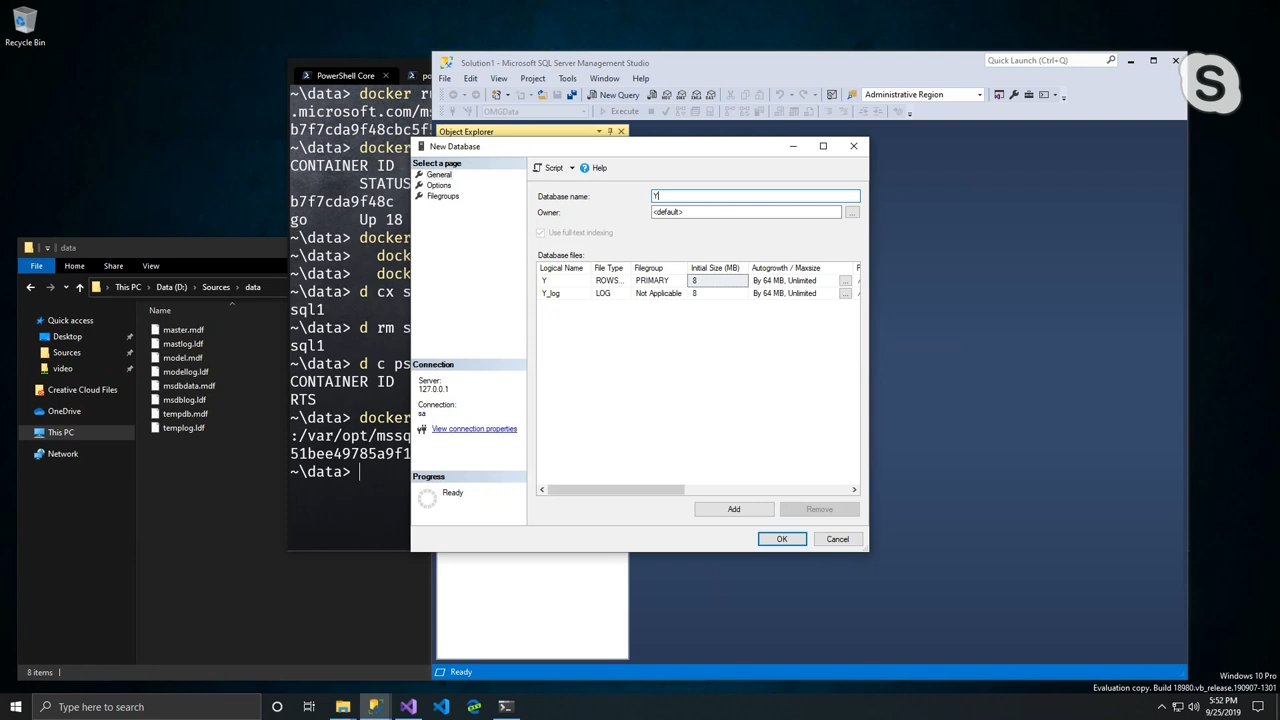 Recycle Bin
PowerShell Core
Solution1 - Microsoft SQL Server Management Studio
Quick Launch (Ctrl+Q)
File Edit View Project Tools Window Help
New Query
Administrative Region
OMGData
Execute
~\data> docker
.microsoft.com/m
b7f7cda9f48cbc5f
~\data> docker
CONTAINER ID
STATUS
b7f7cda9f48c
go Up 18
~\data> docker
> docke
> docke
~\data> d cx s
sql1
~\data> d rm s
sql1
~\data> d c ps
CONTAINER ID
RTS
~\data> docker
:/var/opt/mssq
51bee49785a9f1
~\data>
Object Explorer
New Database
Select a page
General
Options
Filegroups
Script
Help
Database name:
Y
Owner:
<default>
...
Use full-text indexing
Database files:
Logical Name File Type Filegroup Initial Size (MB) Autogrowth / Maxsize
Y ROWS... PRIMARY 8 By 64 MB, Unlimited ...
Y_log LOG Not Applicable 8 By 64 MB, Unlimited ...
Connection
Server:
127.0.0.1
Connection:
sa
View connection properties
Progress
Ready
Add
Remove
OK
Cancel
Ready
data
File Home Share View
This PC
Data (D:)
Sources
data
Quick access
Desktop
Sources
video
Creative Cloud Files
OneDrive
This PC
Network
Name
master.mdf
mastlog.ldf
model.mdf
modellog.ldf
msdbdata.mdf
msdblog.ldf
tempdb.mdf
templog.ldf
8 items
S
Windows 10 Pro
Evaluation copy. Build 18980.vb_release.190907-1301
Type here to search
5:52 PM
9/25/2019